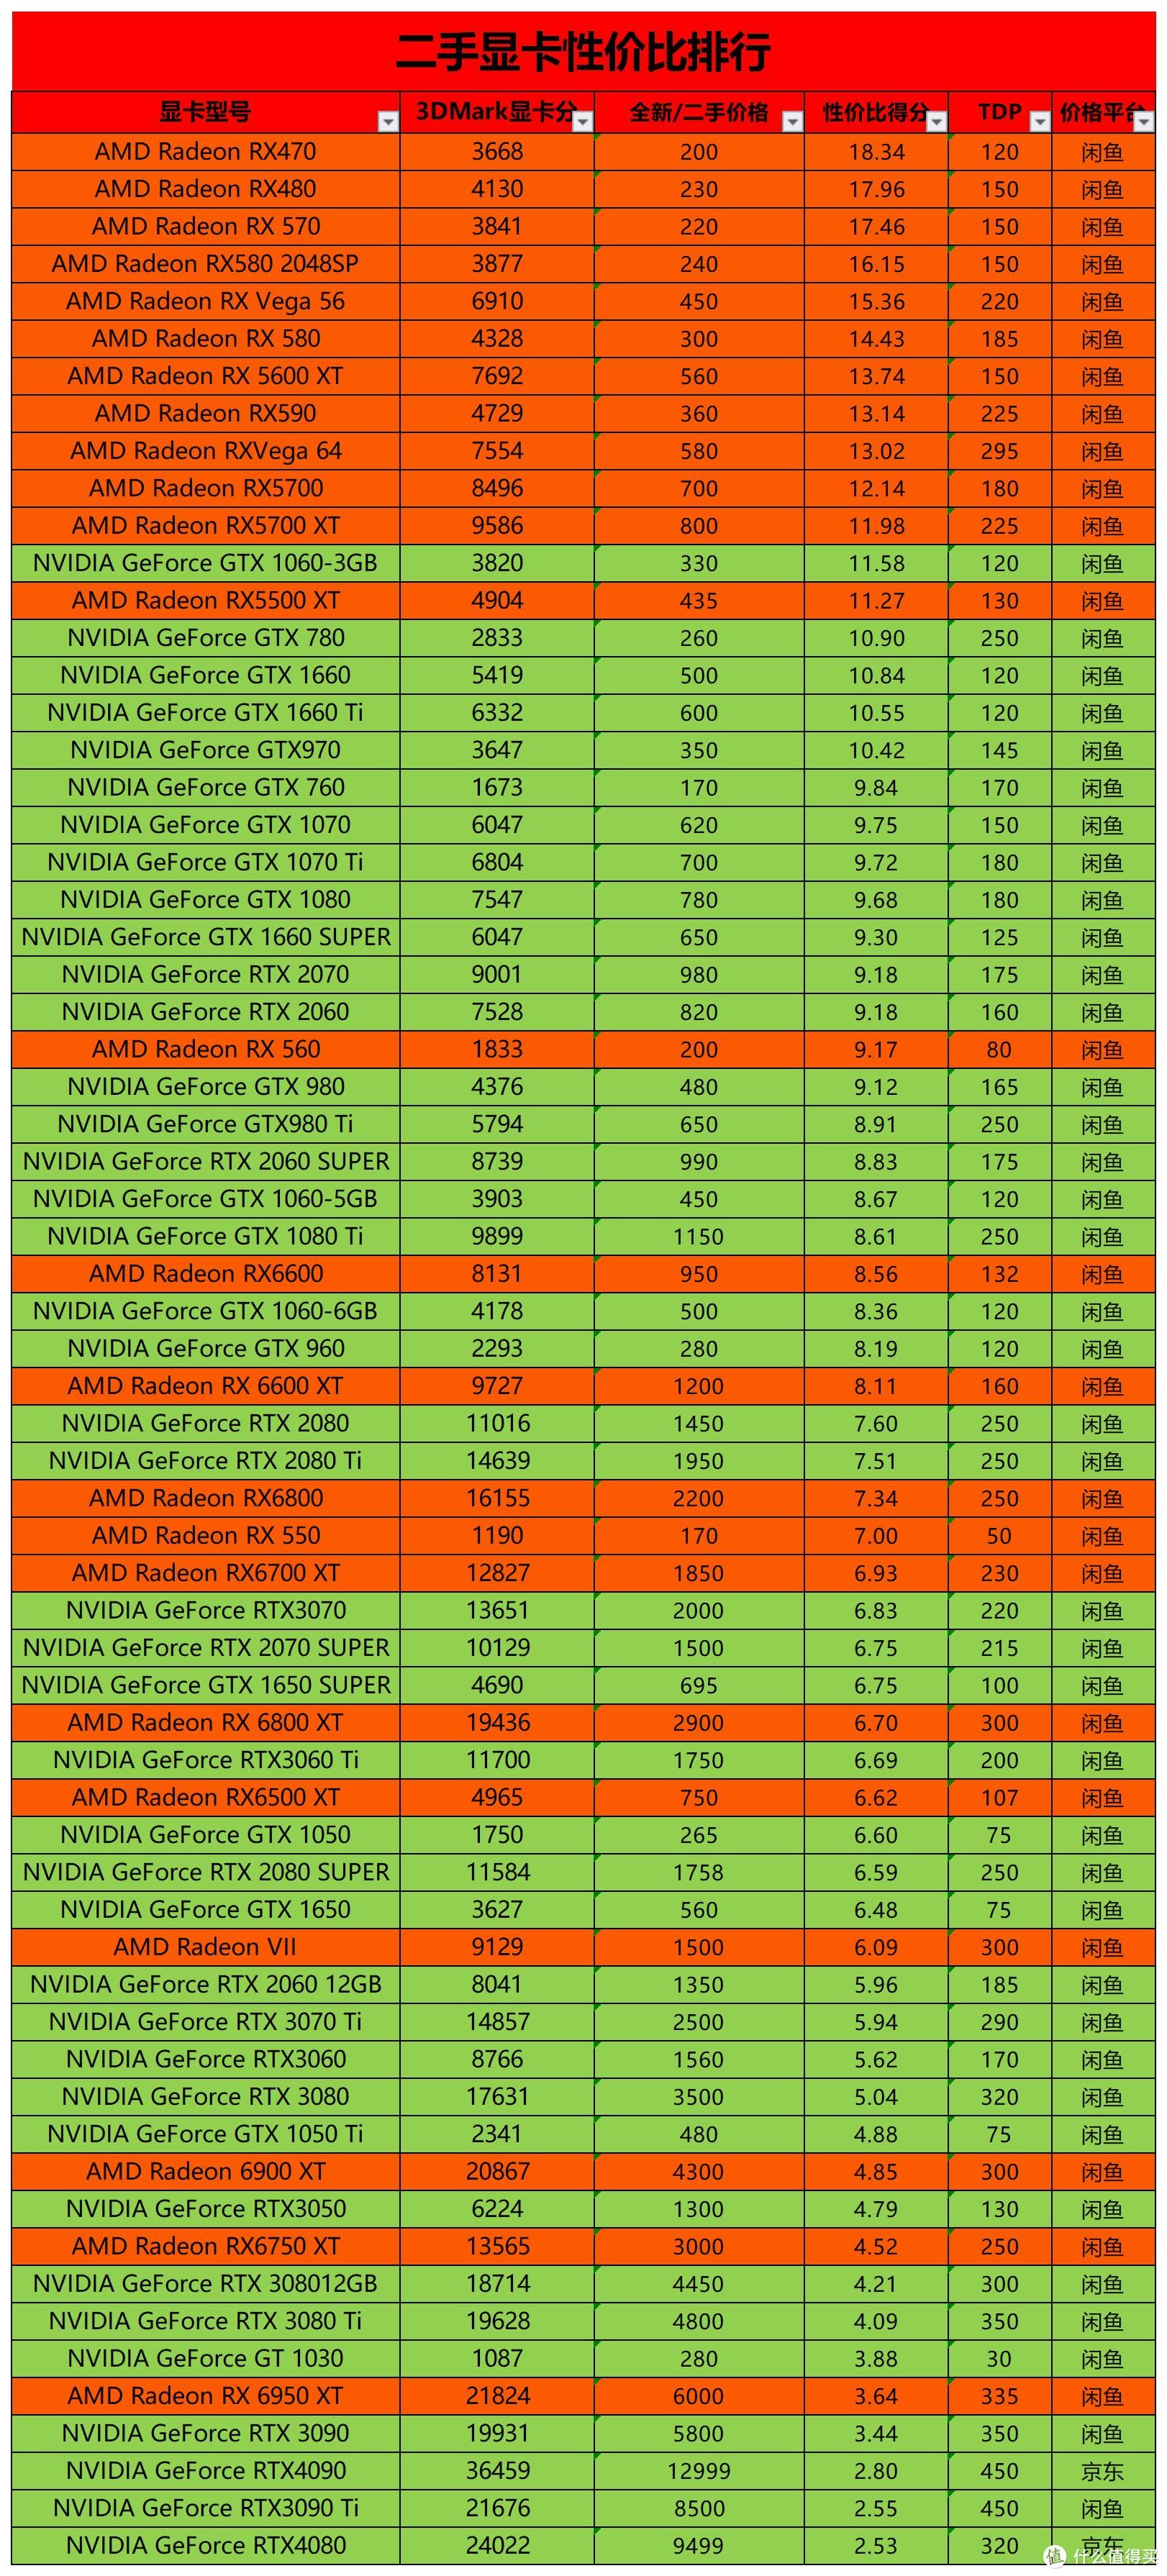 二手显卡性价比排行
显卡型号 3DMark显卡分 全新/二手价格 性价比得分 TDP 价格平台
AMD Radeon RX470 3668 200 18.34 120 闲鱼
AMD Radeon RX480 4130 230 17.96 150 闲鱼
AMD Radeon RX 570 3841 220 17.46 150 闲鱼
AMD Radeon RX580 2048SP 3877 240 16.15 150 闲鱼
AMD Radeon RX Vega 56 6910 450 15.36 220 闲鱼
AMD Radeon RX 580 4328 300 14.43 185 闲鱼
AMD Radeon RX 5600 XT 7692 560 13.74 150 闲鱼
AMD Radeon RX590 4729 360 13.14 225 闲鱼
AMD Radeon RXVega 64 7554 580 13.02 295 闲鱼
AMD Radeon RX5700 8496 700 12.14 180 闲鱼
AMD Radeon RX5700 XT 9586 800 11.98 225 闲鱼
NVIDIA GeForce GTX 1060-3GB 3820 330 11.58 120 闲鱼
AMD Radeon RX5500 XT 4904 435 11.27 130 闲鱼
NVIDIA GeForce GTX 780 2833 260 10.90 250 闲鱼
NVIDIA GeForce GTX 1660 5419 500 10.84 120 闲鱼
NVIDIA GeForce GTX 1660 Ti 6332 600 10.55 120 闲鱼
NVIDIA GeForce GTX970 3647 350 10.42 145 闲鱼
NVIDIA GeForce GTX 760 1673 170 9.84 170 闲鱼
NVIDIA GeForce GTX 1070 6047 620 9.75 150 闲鱼
NVIDIA GeForce GTX 1070 Ti 6804 700 9.72 180 闲鱼
NVIDIA GeForce GTX 1080 7547 780 9.68 180 闲鱼
NVIDIA GeForce GTX 1660 SUPER 6047 650 9.30 125 闲鱼
NVIDIA GeForce RTX 2070 9001 980 9.18 175 闲鱼
NVIDIA GeForce RTX 2060 7528 820 9.18 160 闲鱼
AMD Radeon RX 560 1833 200 9.17 80 闲鱼
NVIDIA GeForce GTX 980 4376 480 9.12 165 闲鱼
NVIDIA GeForce GTX980 Ti 5794 650 8.91 250 闲鱼
NVIDIA GeForce RTX 2060 SUPER 8739 990 8.83 175 闲鱼
NVIDIA GeForce GTX 1060-5GB 3903 450 8.67 120 闲鱼
NVIDIA GeForce GTX 1080 Ti 9899 1150 8.61 250 闲鱼
AMD Radeon RX6600 8131 950 8.56 132 闲鱼
NVIDIA GeForce GTX 1060-6GB 4178 500 8.36 120 闲鱼
NVIDIA GeForce GTX 960 2293 280 8.19 120 闲鱼
AMD Radeon RX 6600 XT 9727 1200 8.11 160 闲鱼
NVIDIA GeForce RTX 2080 11016 1450 7.60 250 闲鱼
NVIDIA GeForce RTX 2080 Ti 14639 1950 7.51 250 闲鱼
AMD Radeon RX6800 16155 2200 7.34 250 闲鱼
AMD Radeon RX 550 1190 170 7.00 50 闲鱼
AMD Radeon RX6700 XT 12827 1850 6.93 230 闲鱼
NVIDIA GeForce RTX3070 13651 2000 6.83 220 闲鱼
NVIDIA GeForce RTX 2070 SUPER 10129 1500 6.75 215 闲鱼
NVIDIA GeForce GTX 1650 SUPER 4690 695 6.75 100 闲鱼
AMD Radeon RX 6800 XT 19436 2900 6.70 300 闲鱼
NVIDIA GeForce RTX3060 Ti 11700 1750 6.69 200 闲鱼
AMD Radeon RX6500 XT 4965 750 6.62 107 闲鱼
NVIDIA GeForce GTX 1050 1750 265 6.60 75 闲鱼
NVIDIA GeForce RTX 2080 SUPER 11584 1758 6.59 250 闲鱼
NVIDIA GeForce GTX 1650 3627 560 6.48 75 闲鱼
AMD Radeon VII 9129 1500 6.09 300 闲鱼
NVIDIA GeForce RTX 2060 12GB 8041 1350 5.96 185 闲鱼
NVIDIA GeForce RTX 3070 Ti 14857 2500 5.94 290 闲鱼
NVIDIA GeForce RTX3060 8766 1560 5.62 170 闲鱼
NVIDIA GeForce RTX 3080 17631 3500 5.04 320 闲鱼
NVIDIA GeForce GTX 1050 Ti 2341 480 4.88 75 闲鱼
AMD Radeon 6900 XT 20867 4300 4.85 300 闲鱼
NVIDIA GeForce RTX3050 6224 1300 4.79 130 闲鱼
AMD Radeon RX6750 XT 13565 3000 4.52 250 闲鱼
NVIDIA GeForce RTX 308012GB 18714 4450 4.21 300 闲鱼
NVIDIA GeForce RTX 3080 Ti 19628 4800 4.09 350 闲鱼
NVIDIA GeForce GT 1030 1087 280 3.88 30 闲鱼
AMD Radeon RX 6950 XT 21824 6000 3.64 335 闲鱼
NVIDIA GeForce RTX 3090 19931 5800 3.44 350 闲鱼
NVIDIA GeForce RTX4090 36459 12999 2.80 450 京东
NVIDIA GeForce RTX3090 Ti 21676 8500 2.55 450 闲鱼
NVIDIA GeForce RTX4080 24022 9499 2.53 320 京东
值 什么值得买